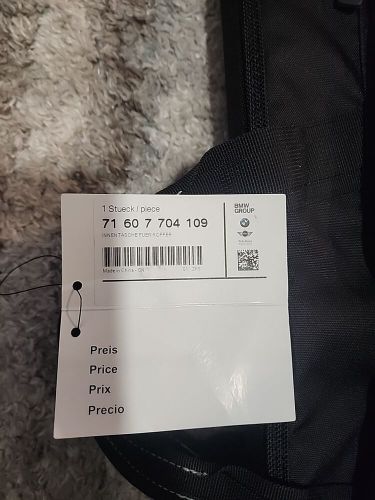 1 Stueck / piece
71 60 7 704 109
INNENTASCHE FUER KOFFER
Made in China - CN
BMW
GROUP
Preis
Price
Prix
Precio